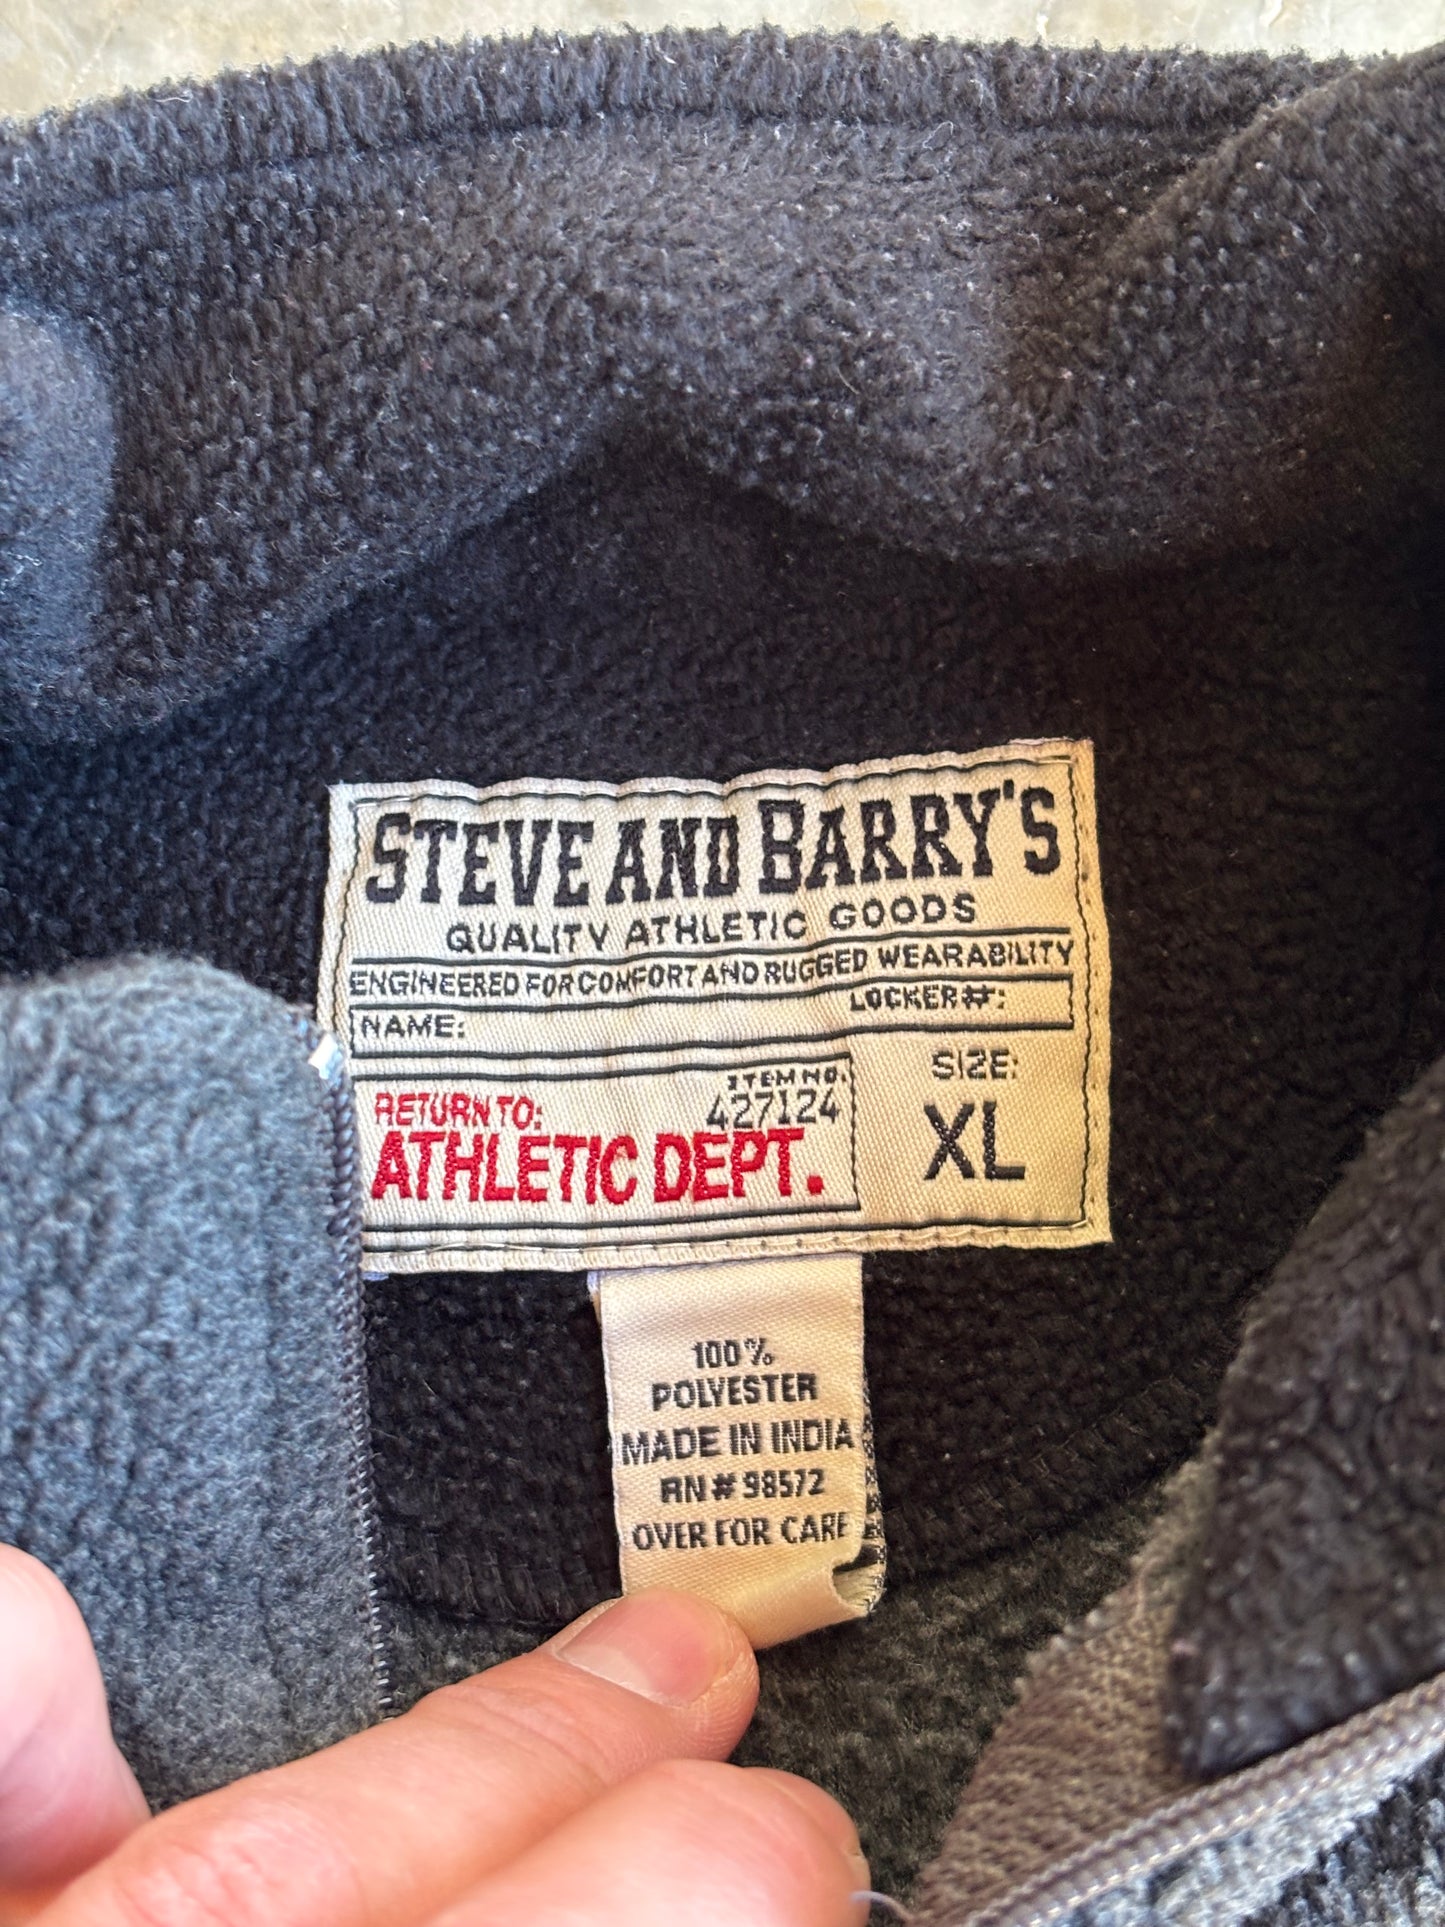 STEVE AND BARRY'S
QUALITY ATHLETIC GOODS
ENGINEERED FOR COMFORT AND RUGGED WEARABILITY
NAME: LOCKER#:
ITEM NO.
RETURN TO: 427124
ATHLETIC DEPT.
SIZE:
XL
100%
POLYESTER
MADE IN INDIA
RN # 98572
OVER FOR CARE